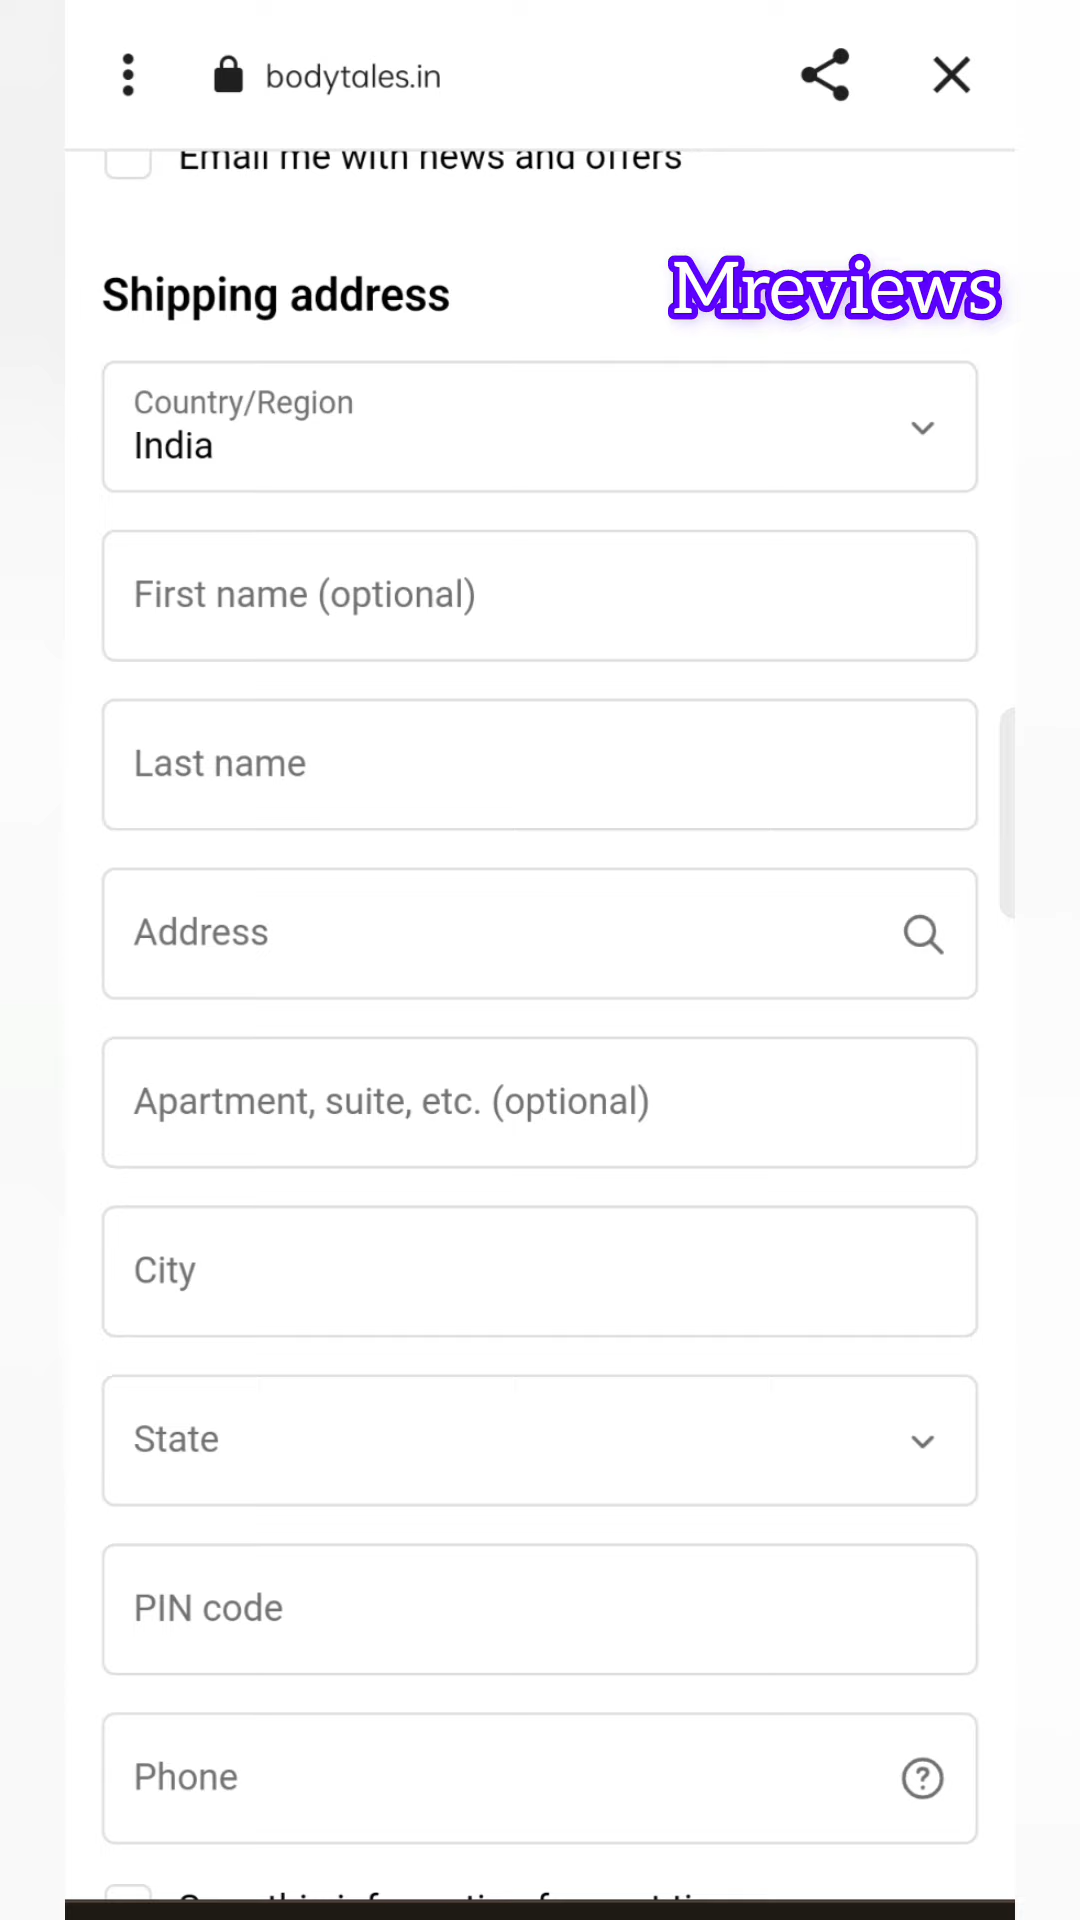 bodytales.in
Email me with news and offers
Shipping address
Mreviews
Country/Region
India
First name (optional)
Last name
Address
Apartment, suite, etc. (optional)
City
State
PIN code
Phone